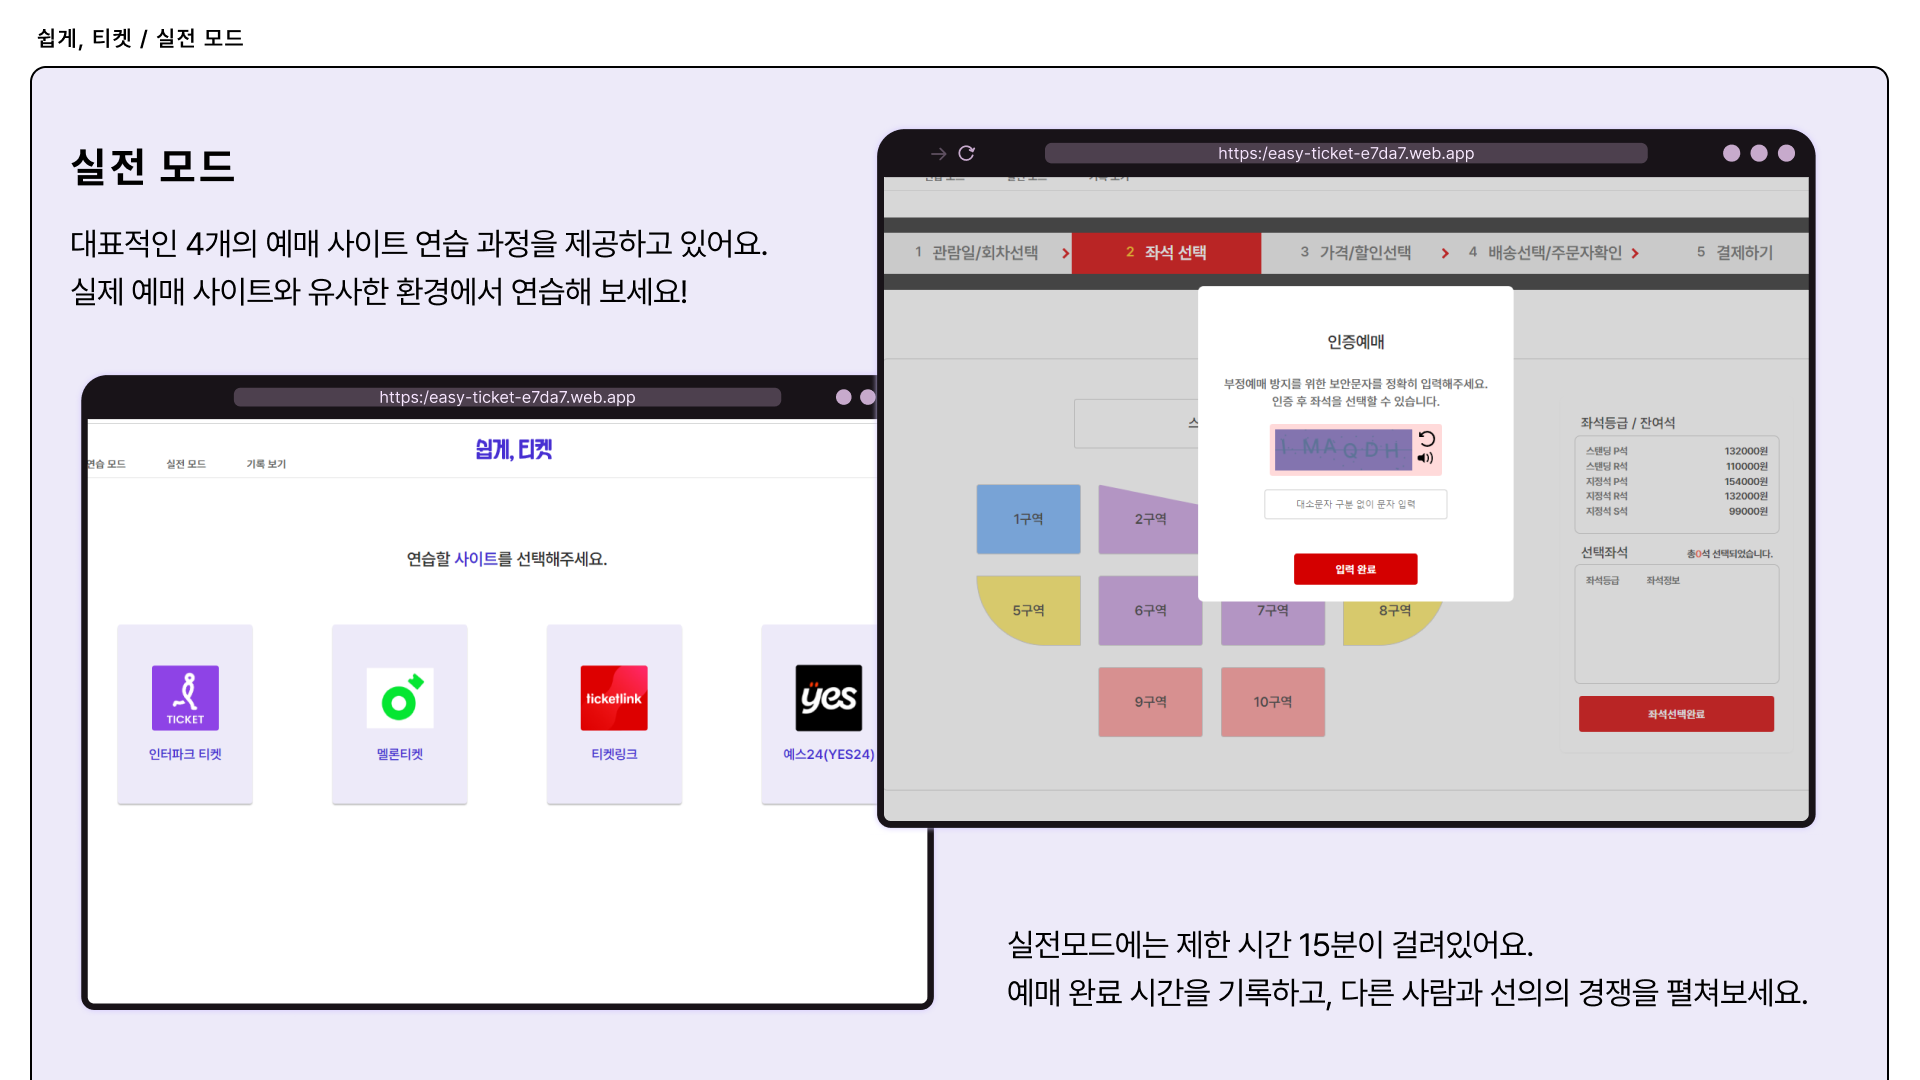 쉽게, 티켓 / 실전 모드
실전 모드
대표적인 4개의 예매 사이트 연습 과정을 제공하고 있어요.
실제 예매 사이트와 유사한 환경에서 연습해 보세요!
https:/easy-ticket-e7da7.web.app
쉽게, 티켓
연습 모드
실전 모드
기록 보기
연습할 사이트를 선택해주세요.
TICKET
인터파크 티켓
멜론티켓
ticketlink
티켓링크
yes
예스24(YES24)
https:/easy-ticket-e7da7.web.app
연습 모드 실전 모드 기록 보기
1 관람일/회차선택
2 좌석 선택
3 가격/할인선택
4 배송선택/주문자확인
5 결제하기
인증예매
부정예매 방지를 위한 보안문자를 정확히 입력해주세요.
인증 후 좌석을 선택할 수 있습니다.
MAQDH
대소문자 구분 없이 문자 입력
입력 완료
스
1구역
2구역
5구역
6구역
7구역
8구역
9구역
10구역
좌석등급 / 잔여석
스탠딩 P석 132000원
스탠딩 R석 110000원
지정석 P석 154000원
지정석 R석 132000원
지정석 S석 99000원
선택좌석 총0석 선택되었습니다.
좌석등급 좌석정보
좌석선택완료
실전모드에는 제한 시간 15분이 걸려있어요.
예매 완료 시간을 기록하고, 다른 사람과 선의의 경쟁을 펼쳐보세요.